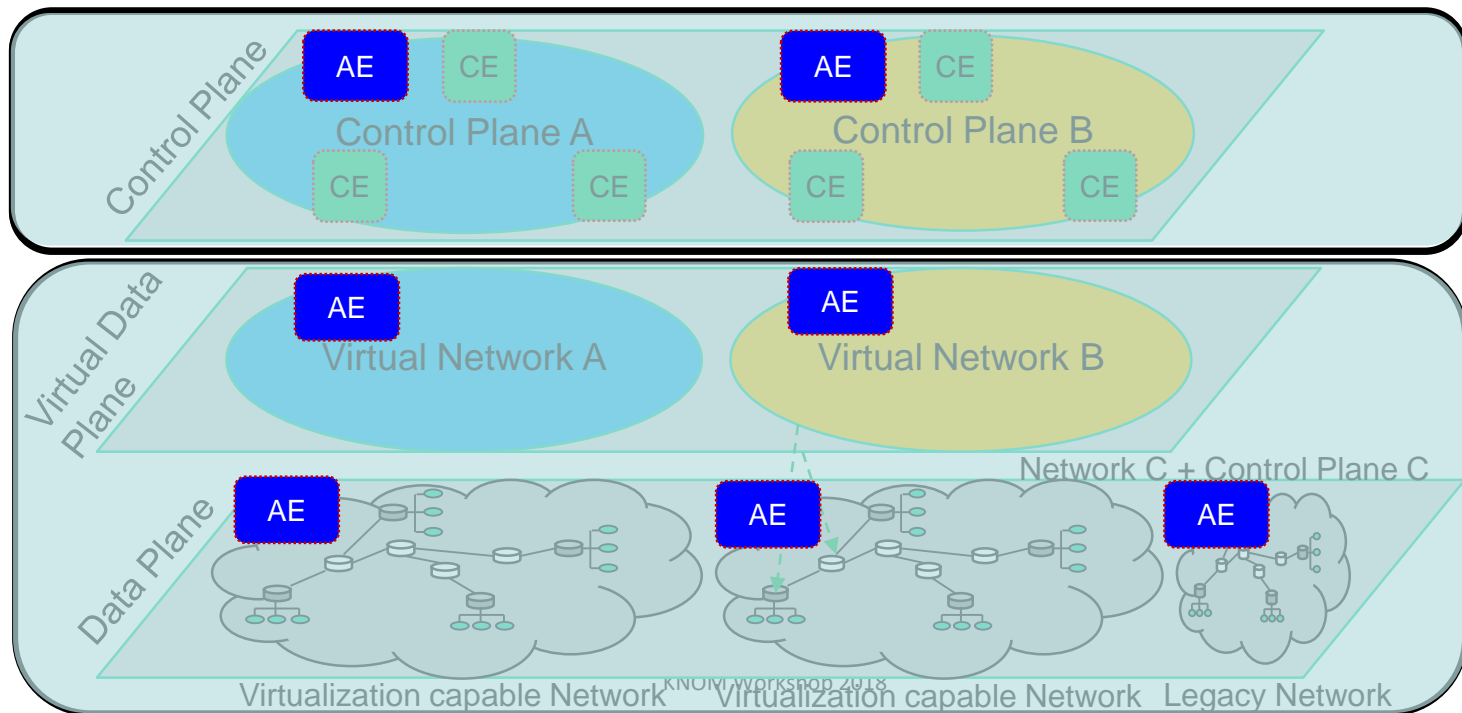 Control Plane
AE
CE
AE
CE
Control Plane A
Control Plane B
CE
CE
CE
CE
Virtual Data
Plane
AE
AE
Virtual Network A
Virtual Network B
Network C + Control Plane C
Data Plane
AE
AE
AE
KNOM Workshop 2018
Virtualization capable Network
Virtualization capable Network
Legacy Network